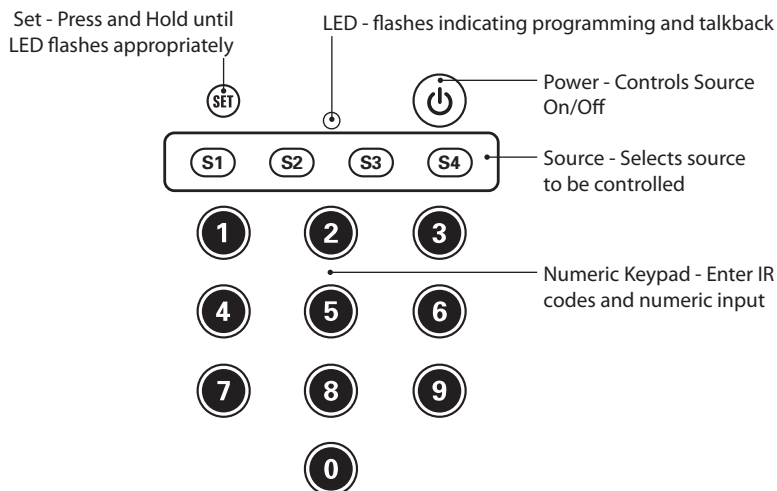 Set - Press and Hold until
LED flashes appropriately
LED - flashes indicating programming and talkback
SET
Power - Controls Source
On/Off
S1 S2 S3 S4
Source - Selects source
to be controlled
1 2 3
Numeric Keypad - Enter IR
codes and numeric input
4 5 6
7 8 9
0